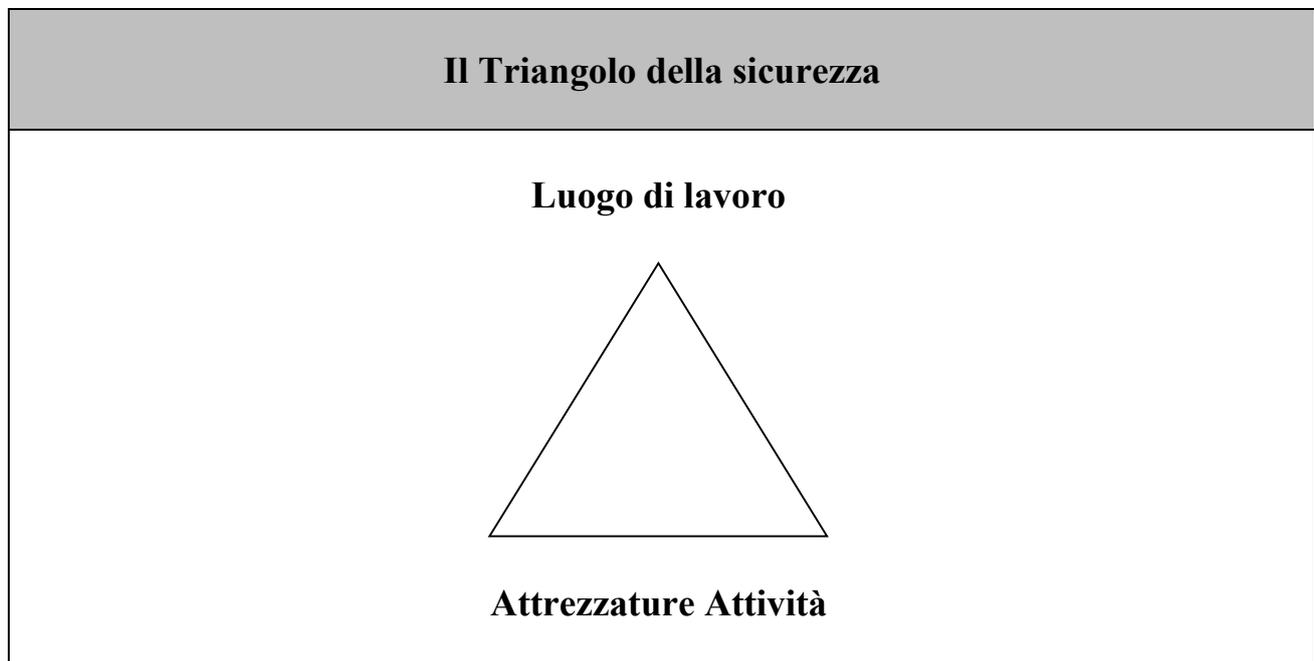 Il Triangolo della sicurezza
Luogo di lavoro
Attrezzature Attività